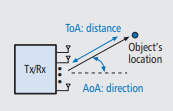 ToA: distance
Object's
location
Tx/Rx
AoA: direction